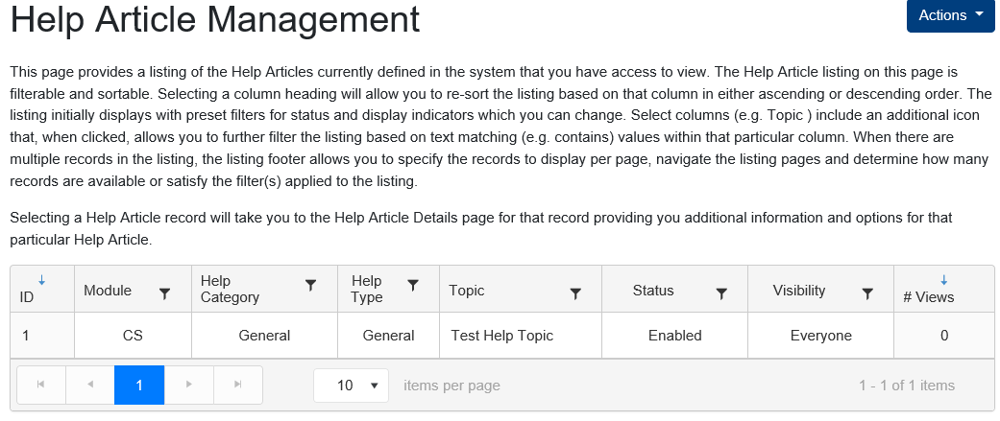 Help Article Management
Actions
This page provides a listing of the Help Articles currently defined in the system that you have access to view. The Help Article listing on this page is
filterable and sortable. Selecting a column heading will allow you to re-sort the listing based on that column in either ascending or descending order. The
listing initially displays with preset filters for status and display indicators which you can change. Select columns (e.g. Topic ) include an additional icon
that, when clicked, allows you to further filter the listing based on text matching (e.g. contains) values within that particular column. When there are
multiple records in the listing, the listing footer allows you to specify the records to display per page, navigate the listing pages and determine how many
records are available or satisfy the filter(s) applied to the listing.
Selecting a Help Article record will take you to the Help Article Details page for that record providing you additional information and options for that
particular Help Article.
ID Module Help Category Help Type Topic Status Visibility # Views
1 CS General General Test Help Topic Enabled Everyone 0
1 10 items per page 1 - 1 of 1 items